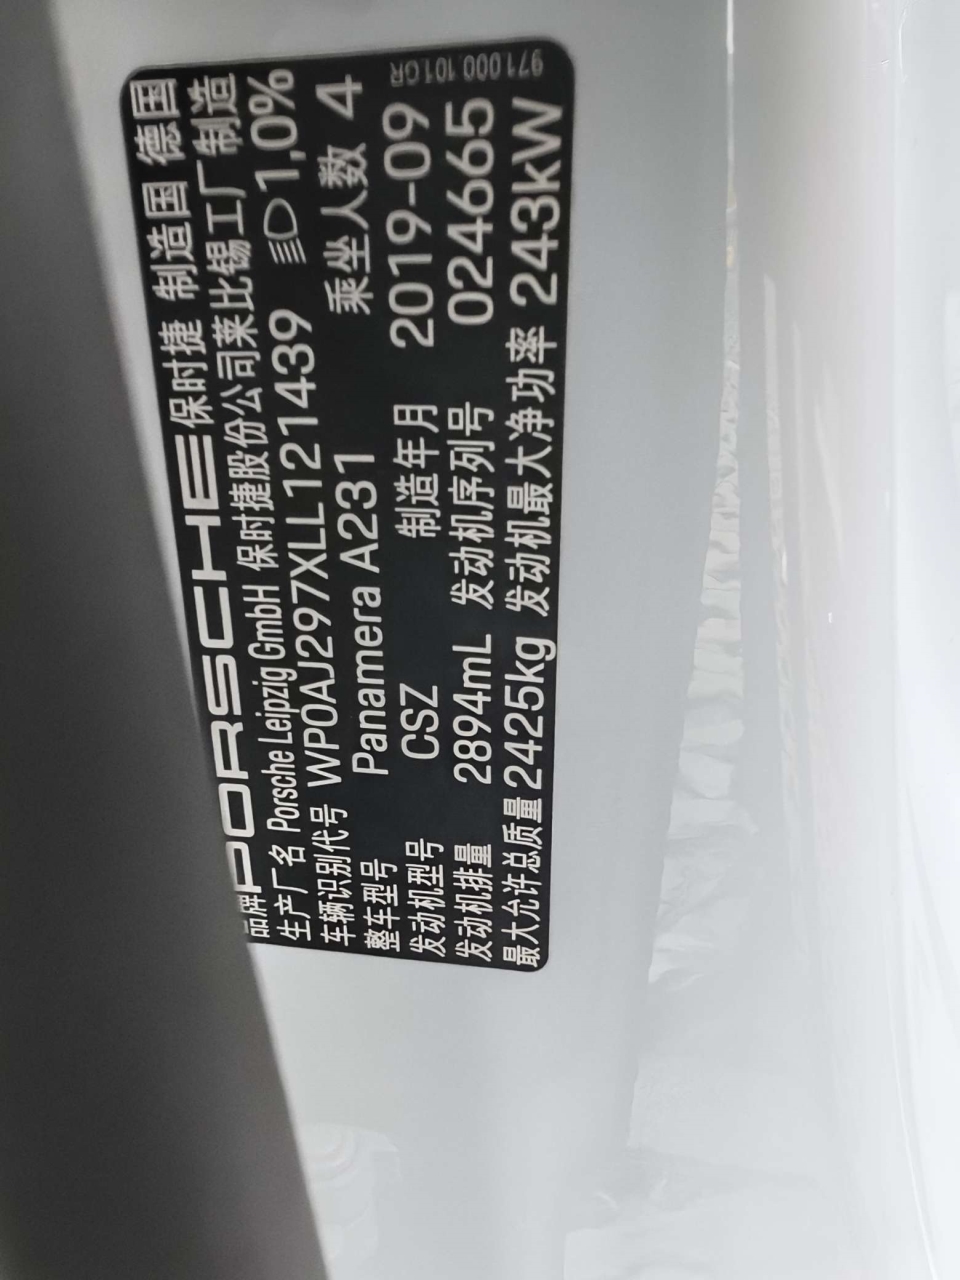 品牌 PORSCHE 保时捷 制造国 德国
生产厂名 Porsche Leipzig GmbH 保时捷股份公司莱比锡工厂制造
车辆识别代号 WP0AJ297XLL121439 1,0%
整车型号 Panamera A231 乘坐人数 4
发动机型号 CSZ 制造年月 2019-09
发动机排量 2894mL 发动机序列号 024665
最大允许总质量 2425kg 发动机最大净功率 243kW
971.000.101.GR